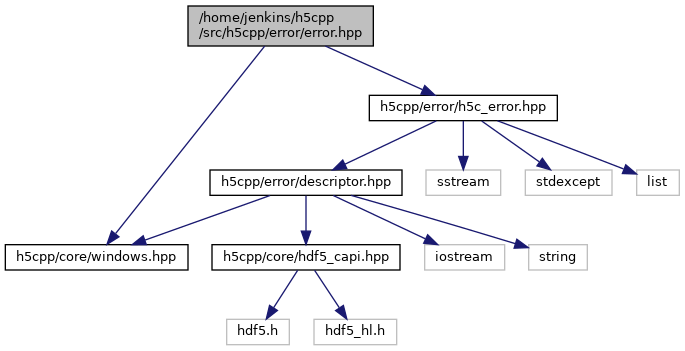 /home/jenkins/h5cpp
/src/h5cpp/error/error.hpp
h5cpp/error/h5c_error.hpp
h5cpp/error/descriptor.hpp
sstream
stdexcept
list
h5cpp/core/windows.hpp
h5cpp/core/hdf5_capi.hpp
iostream
string
hdf5.h
hdf5_hl.h